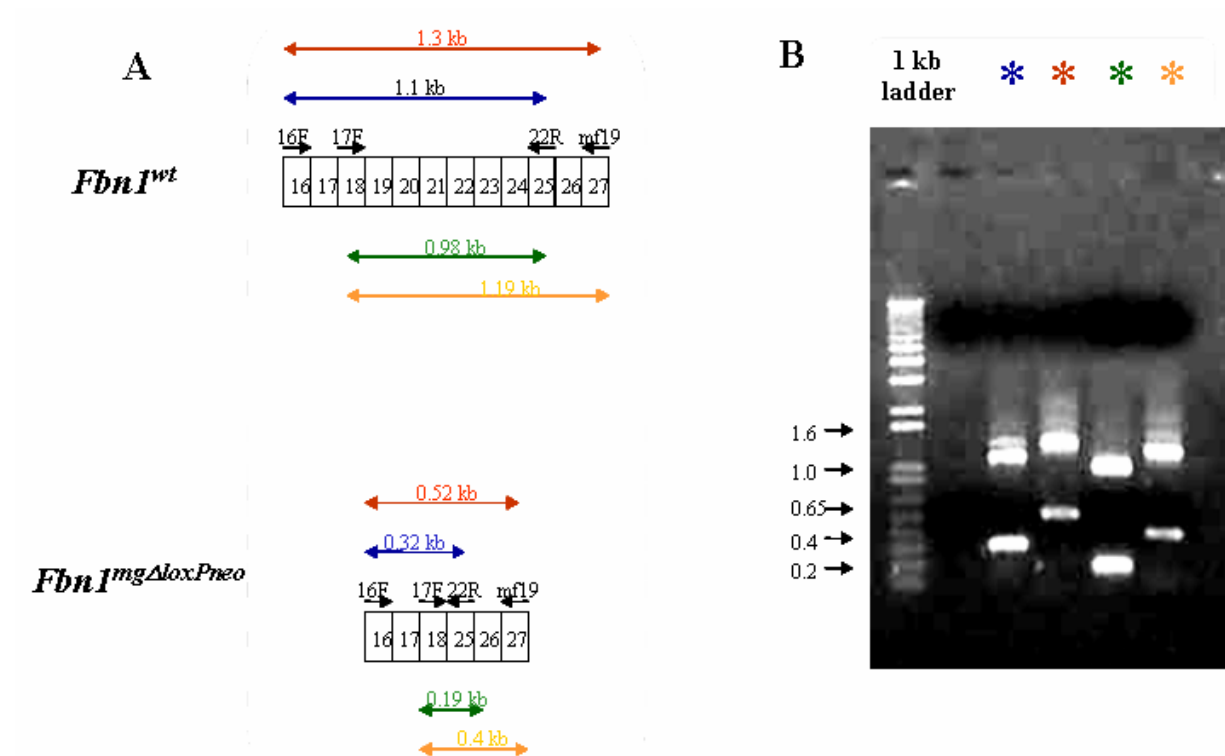 A
1.3 kb
1.1 kb
16F 17F 22R mf19
Fbn1wt
16 17 18 19 20 21 22 23 24 25 26 27
0.98 kb
1.19 kb
0.52 kb
0.32 kb
Fbn1mgΔloxPneo
16F 17F 22R mf19
16 17 18 25 26 27
0.19 kb
0.4 kb
B
1 kb
ladder
* * * *
1.6
1.0
0.65
0.4
0.2